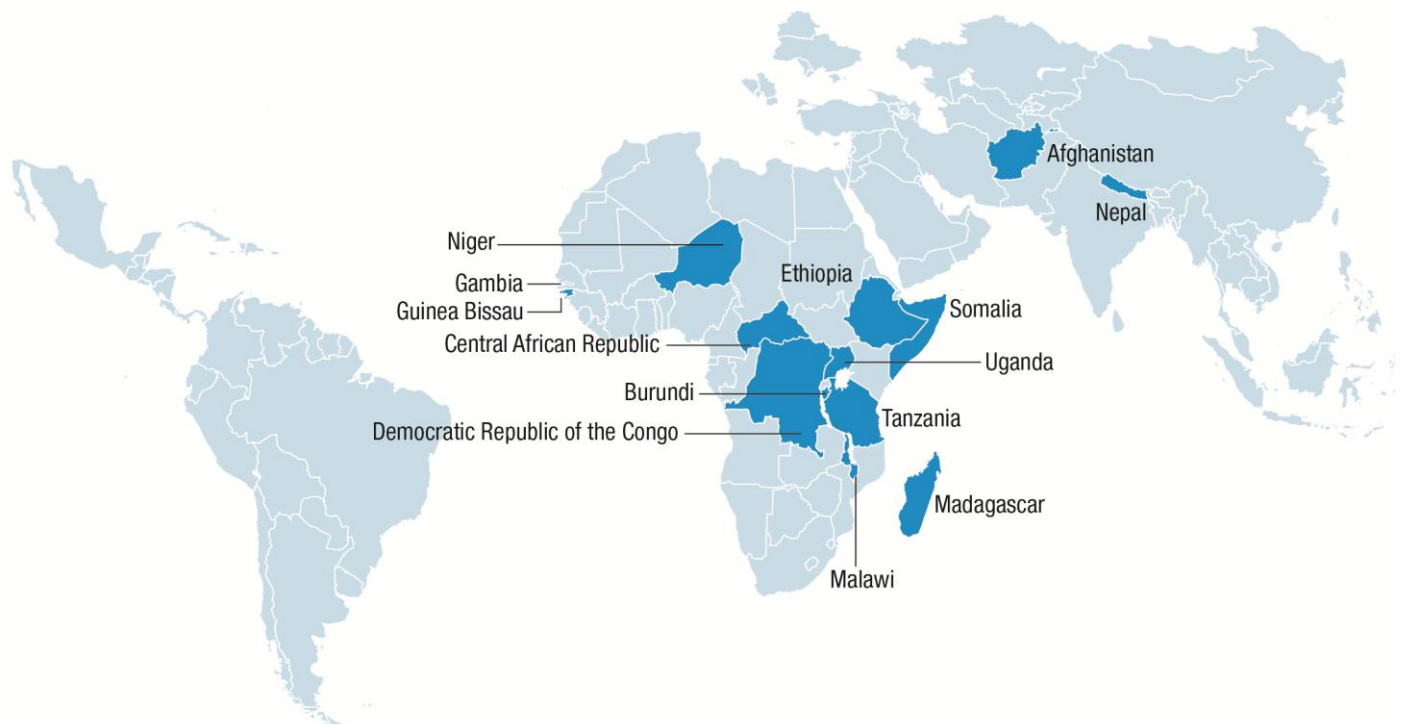 Afghanistan
Nepal
Niger
Ethiopia
Gambia
Somalia
Guinea Bissau
Central African Republic
Uganda
Burundi
Tanzania
Democratic Republic of the Congo
Madagascar
Malawi